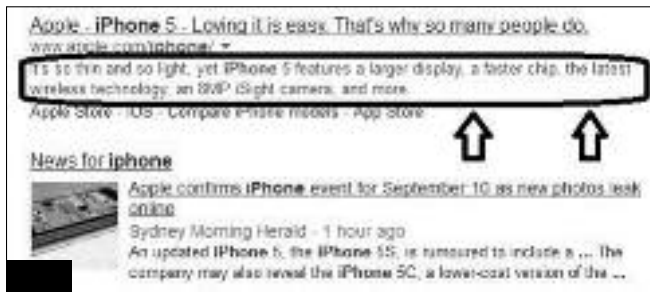 Apple - iPhone 5 - Loving it is easy. That's why so many people do.
www.apple.com/iphone/
It's so thin and so light, yet iPhone 5 features a larger display, a faster chip, the latest
wireless technology, an 8MP iSight camera, and more.
Apple Store - iOS - Compare iPhone models - App Store
News for iphone
Apple confirms iPhone event for September 10 as new photos leak
online
Sydney Morning Herald - 1 hour ago
An updated iPhone 5, the iPhone 5S, is rumoured to include a ... The
company may also reveal the iPhone 5C, a lower-cost version of the ...